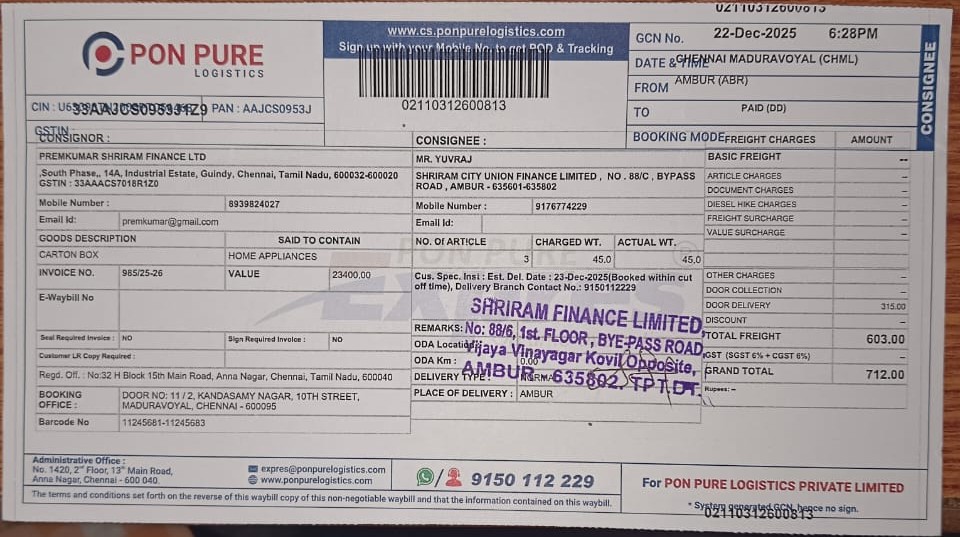 02110312600813
PON PURE
LOGISTICS
www.cs.ponpurelogistics.com
Sign up with your Mobile No. to get POD & Tracking
02110312600813
GCN No. 22-Dec-2025 6:28PM
DATE & TIME CHENNAI MADURAVOYAL (CHML)
FROM AMBUR (ABR)
TO PAID (DD)
BOOKING MODE
CONSIGNEE
CIN : 33AAJCS0953J1Z9 PAN : AAJCS0953J
GSTIN
CONSIGNOR :
PREMKUMAR SHRIRAM FINANCE LTD
,South Phase,, 14A, Industrial Estate, Guindy, Chennai, Tamil Nadu, 600032-600020
GSTIN : 33AAACS7018R1Z0
Mobile Number : 8939824027
Email Id: premkumar@gmail.com
GOODS DESCRIPTION SAID TO CONTAIN
CARTON BOX HOME APPLIANCES
INVOICE NO. 985/25-26 VALUE 23400.00
E-Waybill No
Seal Required Invoice : NO Sign Required Invoice : NO
Customer LR Copy Required :
Regd. Off. : No:32 H Block 15th Main Road, Anna Nagar, Chennai, Tamil Nadu, 600040
BOOKING OFFICE : DOOR NO: 11 / 2, KANDASAMY NAGAR, 10TH STREET,
MADURAVOYAL, CHENNAI - 600095
Barcode No 11245681-11245683
CONSIGNEE :
MR. YUVRAJ
SHRIRAM CITY UNION FINANCE LIMITED , NO . 88/C , BYPASS
ROAD , AMBUR - 635601-635802
Mobile Number : 9176774229
Email Id:
NO. OF ARTICLE CHARGED WT. ACTUAL WT.
3 45.0 45.0
Cus. Spec. Inst : Est. Del. Date : 23-Dec-2025(Booked within cut
off time), Delivery Branch Contact No.: 9150112229
REMARKS:
ODA Location
ODA Km : 0.00
DELIVERY TYPE : NORMAL
PLACE OF DELIVERY : AMBUR
SHRIRAM FINANCE LIMITED
No: 88/6, 1st. FLOOR, BYE-PASS ROAD
Vijaya Vinayagar Kovil Opposite,
AMBUR - 635802, TPT.DT.
FREIGHT CHARGES AMOUNT
BASIC FREIGHT --
ARTICLE CHARGES --
DOCUMENT CHARGES --
DIESEL HIKE CHARGES --
FREIGHT SURCHARGE --
VALUE SURCHARGE --
OTHER CHARGES --
DOOR COLLECTION --
DOOR DELIVERY 315.00
DISCOUNT --
TOTAL FREIGHT 603.00
GST (SGST 6% + CGST 6%) --
GRAND TOTAL 712.00
Rupees: --
PON PURE
EXPRES
Administrative Office :
No. 1420, 2nd Floor, 13th Main Road,
Anna Nagar, Chennai - 600 040.
expres@ponpurelogistics.com
www.ponpurelogistics.com
9150 112 229
The terms and conditions set forth on the reverse of this waybill copy of this non-negotiable waybill and that the information contained on this waybill.
For PON PURE LOGISTICS PRIVATE LIMITED
* System generated GCN, hence no sign.
02110312600813